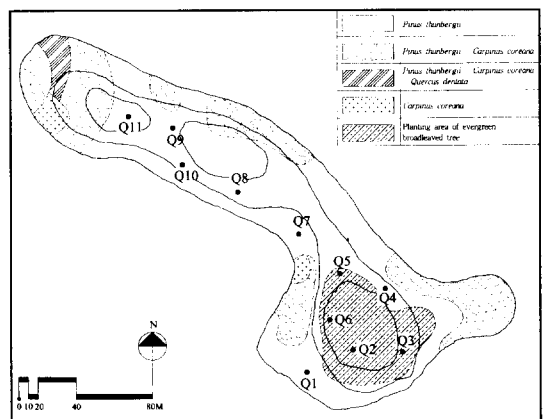 Pinus thunbergii
Pinus thunbergii Carpinus coreana
Pinus thunbergii Carpinus coreana
Quercus dentata
Carpinus coreana
Planting area of evergreen
broadleaved tree
Q11
Q9
Q10
Q8
Q7
Q5
Q4
Q6
Q2
Q3
Q1
N
0 10 20 40 80M